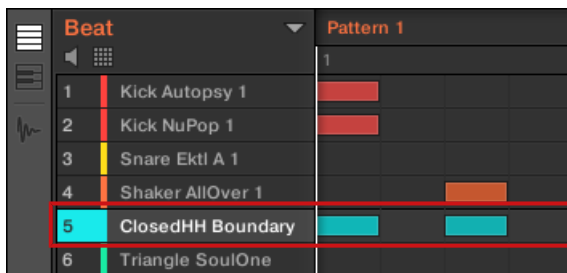 Beat
Pattern 1
1
1 Kick Autopsy 1
2 Kick NuPop 1
3 Snare Ektl A 1
4 Shaker AllOver 1
5 ClosedHH Boundary
6 Triangle SoulOne